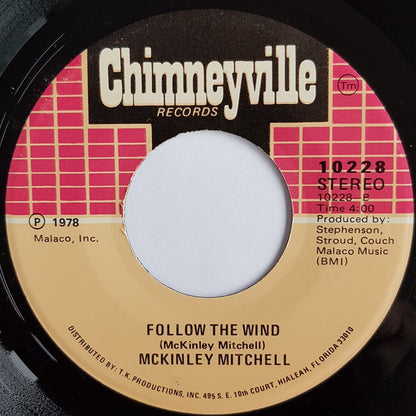 Chimneyville
RECORDS
Tm
10228
STEREO
10228-B
Time 4:00
Produced by:
Stephenson,
Stroud, Couch
Malaco Music
(BMI)
Ⓟ 1978
Malaco, Inc.
FOLLOW THE WIND
(McKinley Mitchell)
MCKINLEY MITCHELL
DISTRIBUTED BY: T.K. PRODUCTIONS, INC. 495 S.E. 10th COURT, HIALEAH, FLORIDA 33010